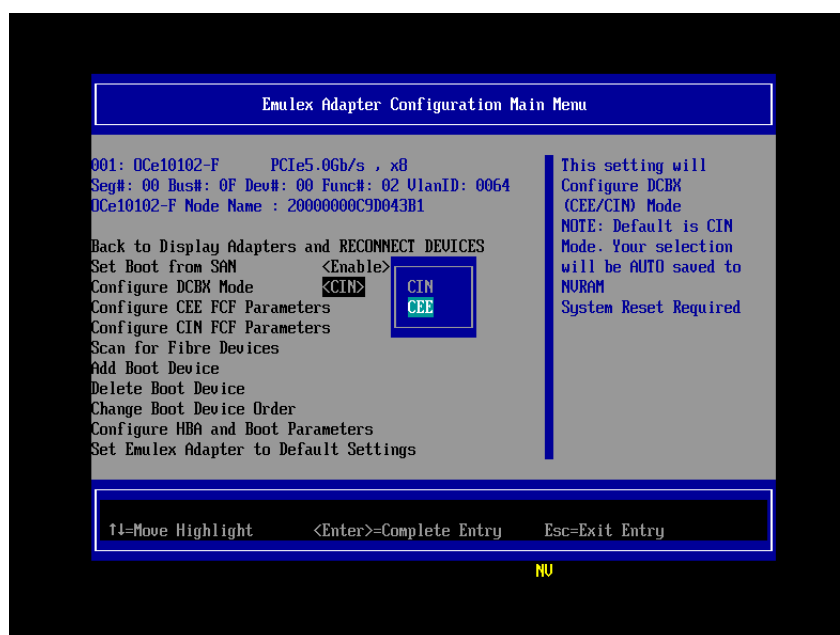 Emulex Adapter Configuration Main Menu
001: OCe10102-F PCIe5.0Gb/s , x8
Seg#: 00 Bus#: 0F Dev#: 00 Func#: 02 VlanID: 0064
OCe10102-F Node Name : 20000000C9D043B1
Back to Display Adapters and RECONNECT DEVICES
Set Boot from SAN <Enable>
Configure DCBX Mode <CIN>
Configure CEE FCF Parameters
Configure CIN FCF Parameters
Scan for Fibre Devices
Add Boot Device
Delete Boot Device
Change Boot Device Order
Configure HBA and Boot Parameters
Set Emulex Adapter to Default Settings
CIN
CEE
This setting will
Configure DCBX
(CEE/CIN) Mode
NOTE: Default is CIN
Mode. Your selection
will be AUTO saved to
NVRAM
System Reset Required
↑↓=Move Highlight <Enter>=Complete Entry Esc=Exit Entry
NV